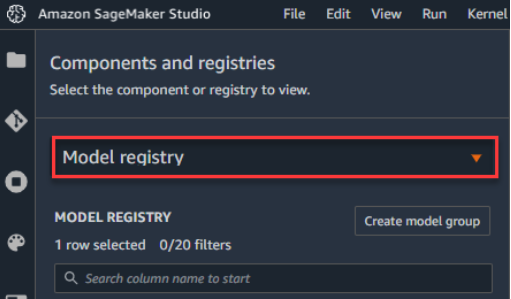 Amazon SageMaker Studio File Edit View Run Kernel
Components and registries
Select the component or registry to view.
Model registry
MODEL REGISTRY Create model group
1 row selected 0/20 filters
Search column name to start